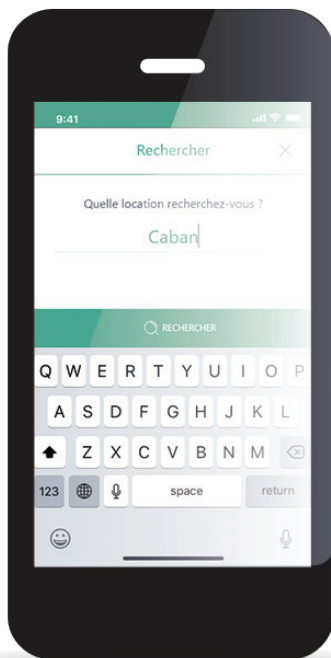 9:41
Rechercher
Quelle location recherchez-vous ?
Caban
RECHERCHER
Q W E R T Y U I O P
A S D F G H J K L
Z X C V B N M
123 space return